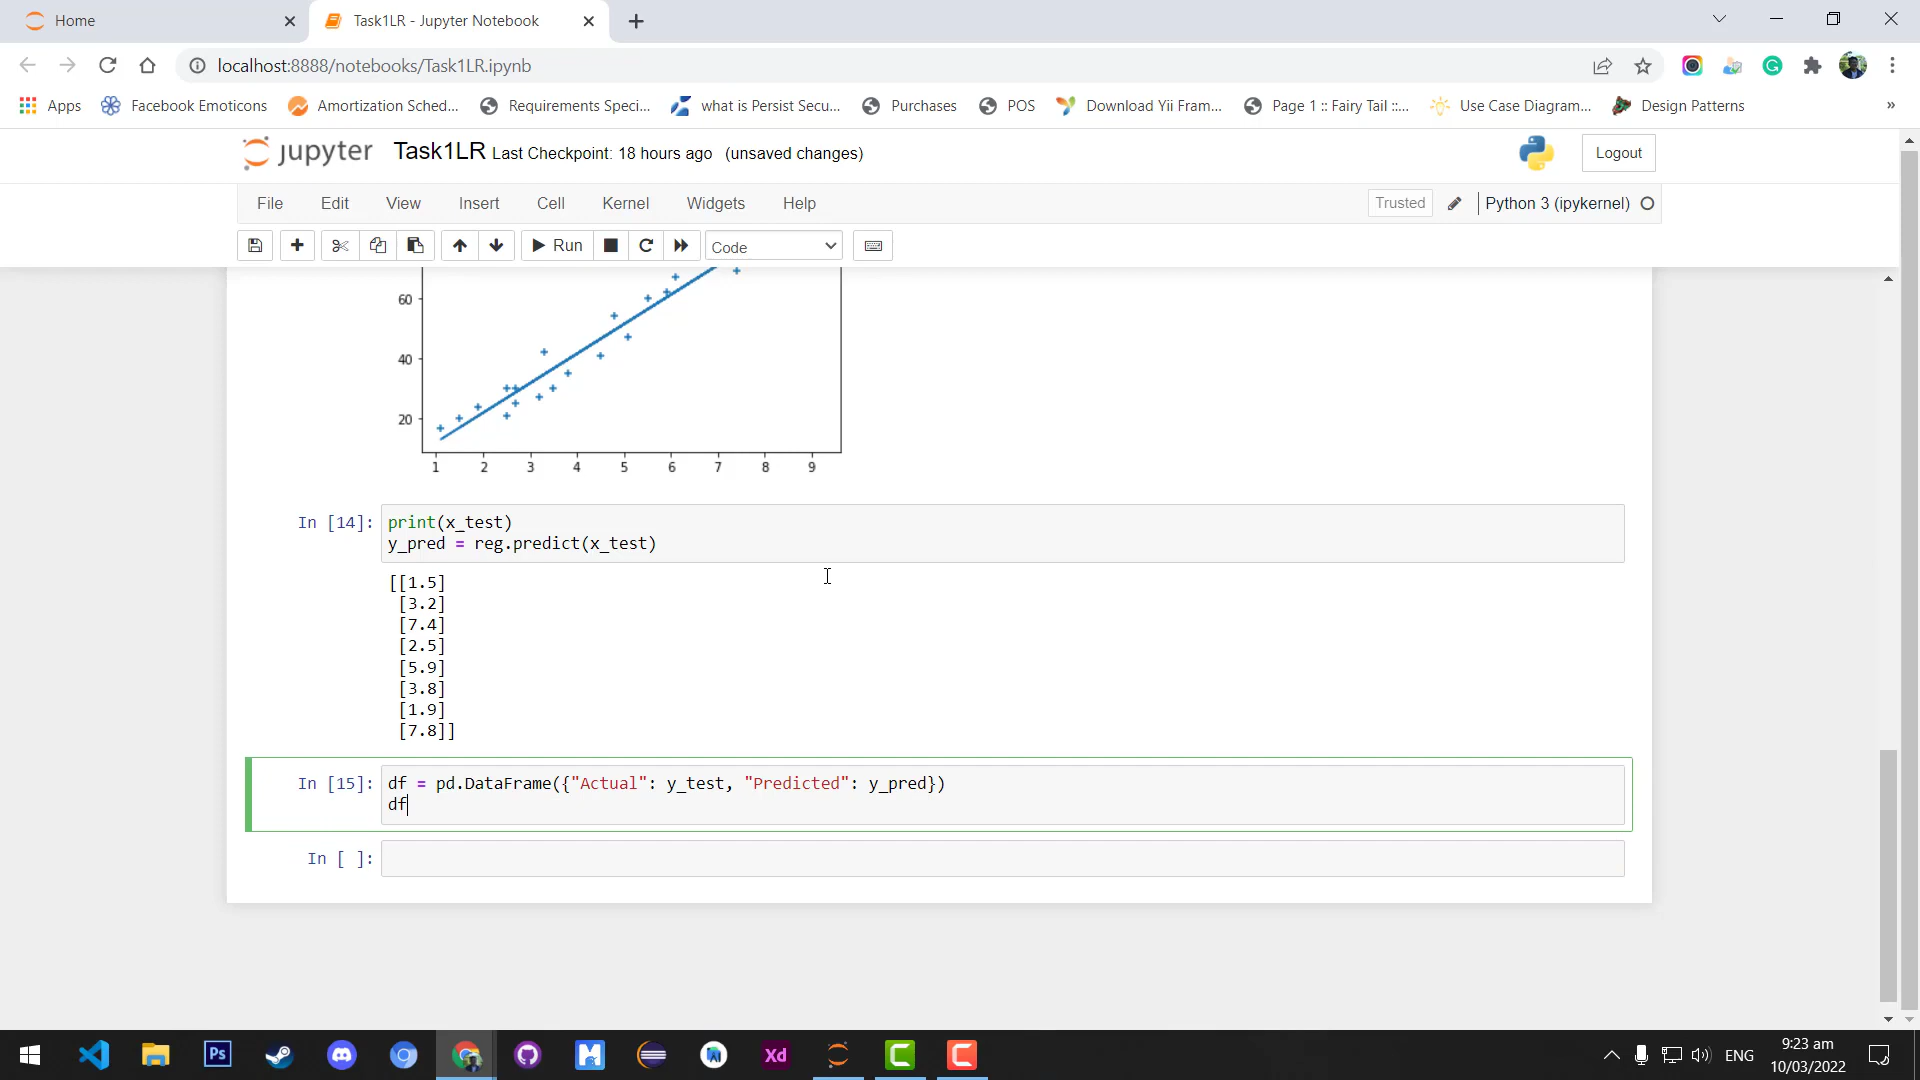 Home
Task1LR - Jupyter Notebook
localhost:8888/notebooks/Task1LR.ipynb
Apps
Facebook Emoticons
Amortization Sched...
Requirements Speci...
what is Persist Secu...
Purchases
POS
Download Yii Fram...
Page 1 :: Fairy Tail ::...
Use Case Diagram...
Design Patterns
»
jupyter
Task1LR Last Checkpoint: 18 hours ago (unsaved changes)
Logout
File
Edit
View
Insert
Cell
Kernel
Widgets
Help
Trusted
Python 3 (ipykernel)
Run
Code
60
40
20
1 2 3 4 5 6 7 8 9
In [14]: print(x_test)
y_pred = reg.predict(x_test)
[[1.5]
[3.2]
[7.4]
[2.5]
[5.9]
[3.8]
[1.9]
[7.8]]
In [15]: df = pd.DataFrame({"Actual": y_test, "Predicted": y_pred})
df
In [ ]:
Ps
Xd
ENG
9:23 am
10/03/2022